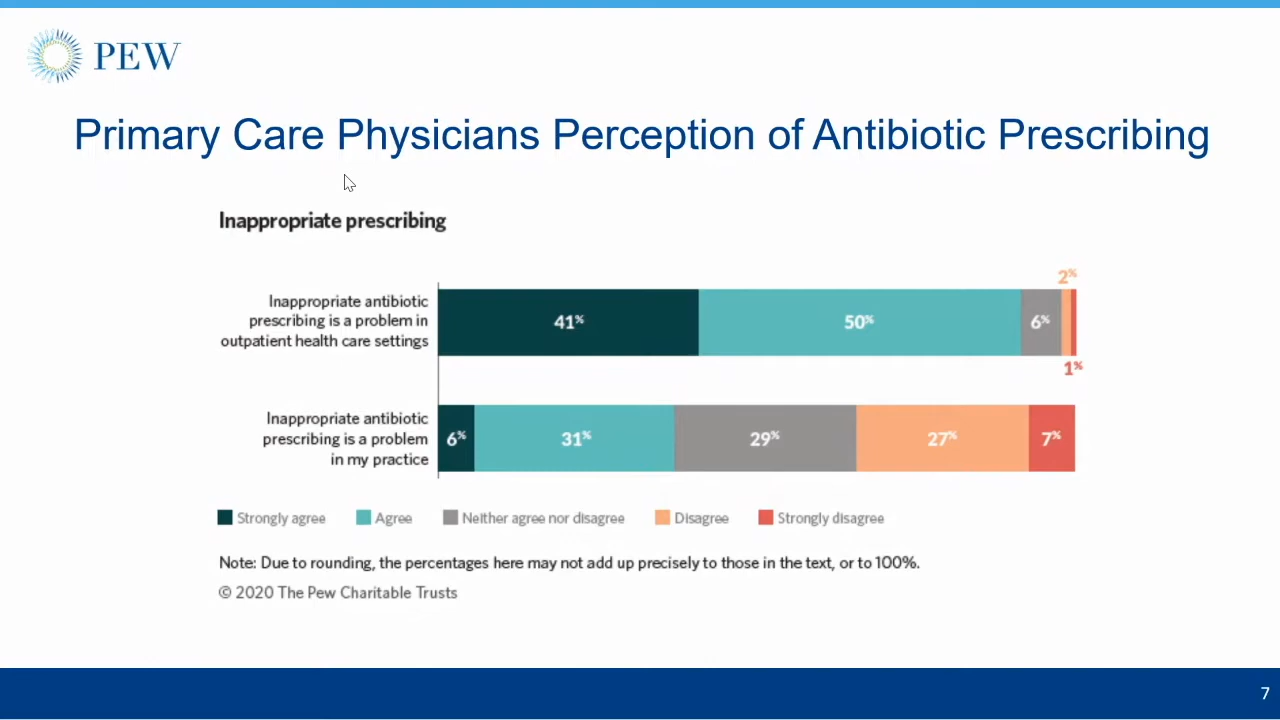 PEW
Primary Care Physicians Perception of Antibiotic Prescribing
Inappropriate prescribing
2%
Inappropriate antibiotic
prescribing is a problem in
outpatient health care settings
41%
50%
6%
1%
Inappropriate antibiotic
prescribing is a problem
in my practice
6%
31%
29%
27%
7%
Strongly agree
Agree
Neither agree nor disagree
Disagree
Strongly disagree
Note: Due to rounding, the percentages here may not add up precisely to those in the text, or to 100%.
© 2020 The Pew Charitable Trusts
7